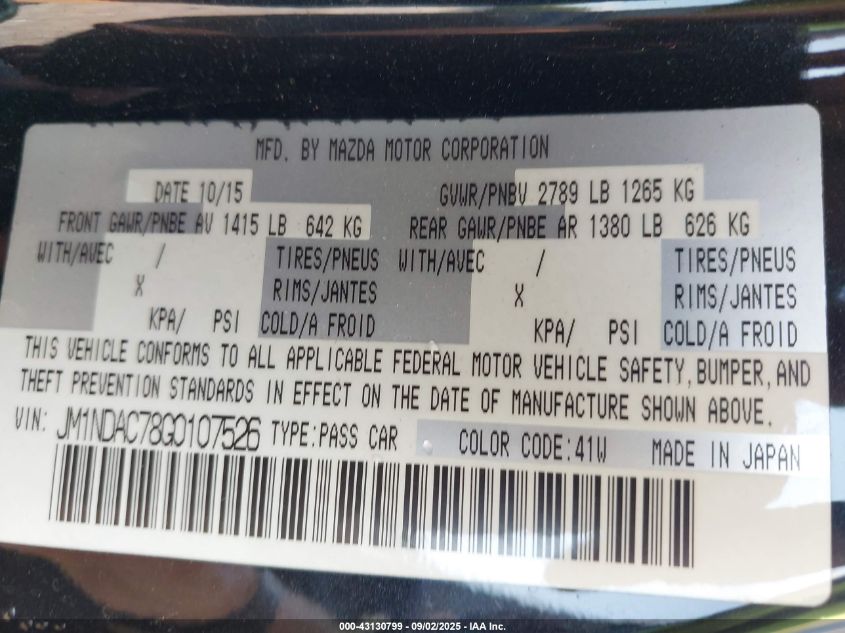 MFD. BY MAZDA MOTOR CORPORATION
DATE 10/15 GVWR/PNBV 2789 LB 1265 KG
FRONT GAWR/PNBE AV 1415 LB 642 KG REAR GAWR/PNBE AR 1380 LB 626 KG
WITH/AVEC / TIRES/PNEUS WITH/AVEC / TIRES/PNEUS
X RIMS/JANTES X RIMS/JANTES
KPA/ PSI COLD/A FROID KPA/ PSI COLD/A FROID
THIS VEHICLE CONFORMS TO ALL APPLICABLE FEDERAL MOTOR VEHICLE SAFETY, BUMPER, AND
THEFT PREVENTION STANDARDS IN EFFECT ON THE DATE OF MANUFACTURE SHOWN ABOVE.
VIN: JM1NDAC78G0107526 TYPE:PASS CAR COLOR CODE:41W MADE IN JAPAN
000-43130799 - 09/02/2025 - IAA Inc.